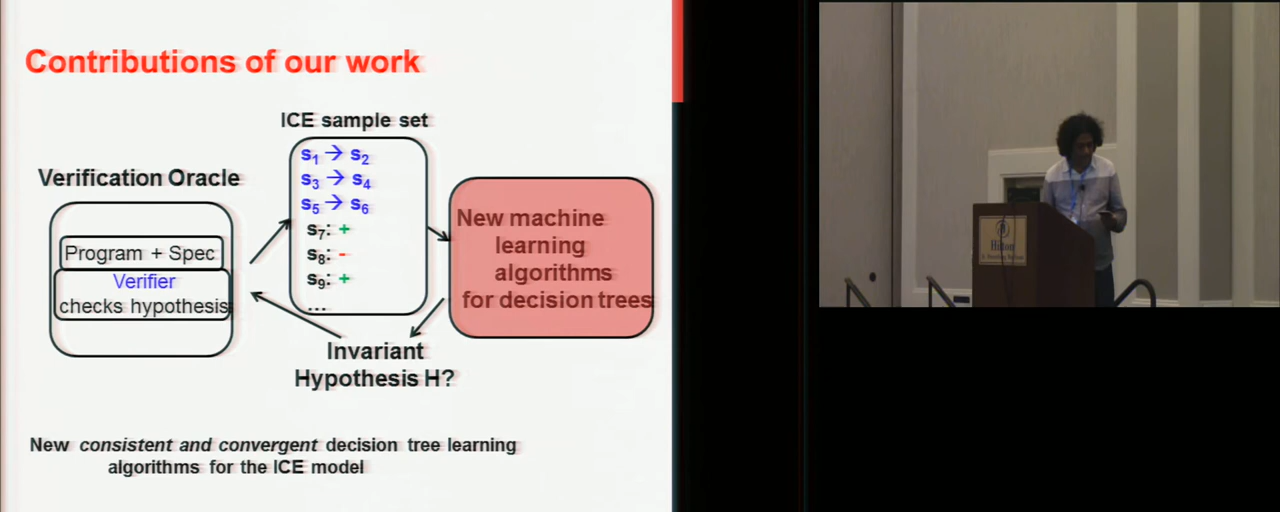 Contributions of our work
ICE sample set
s1 → s2
s3 → s4
s5 → s6
s7: +
s8: -
s9: +
...
Verification Oracle
Program + Spec
Verifier
checks hypothesis
New machine
learning
algorithms
for decision trees
Invariant
Hypothesis H?
New consistent and convergent decision tree learning
algorithms for the ICE model
Hilton